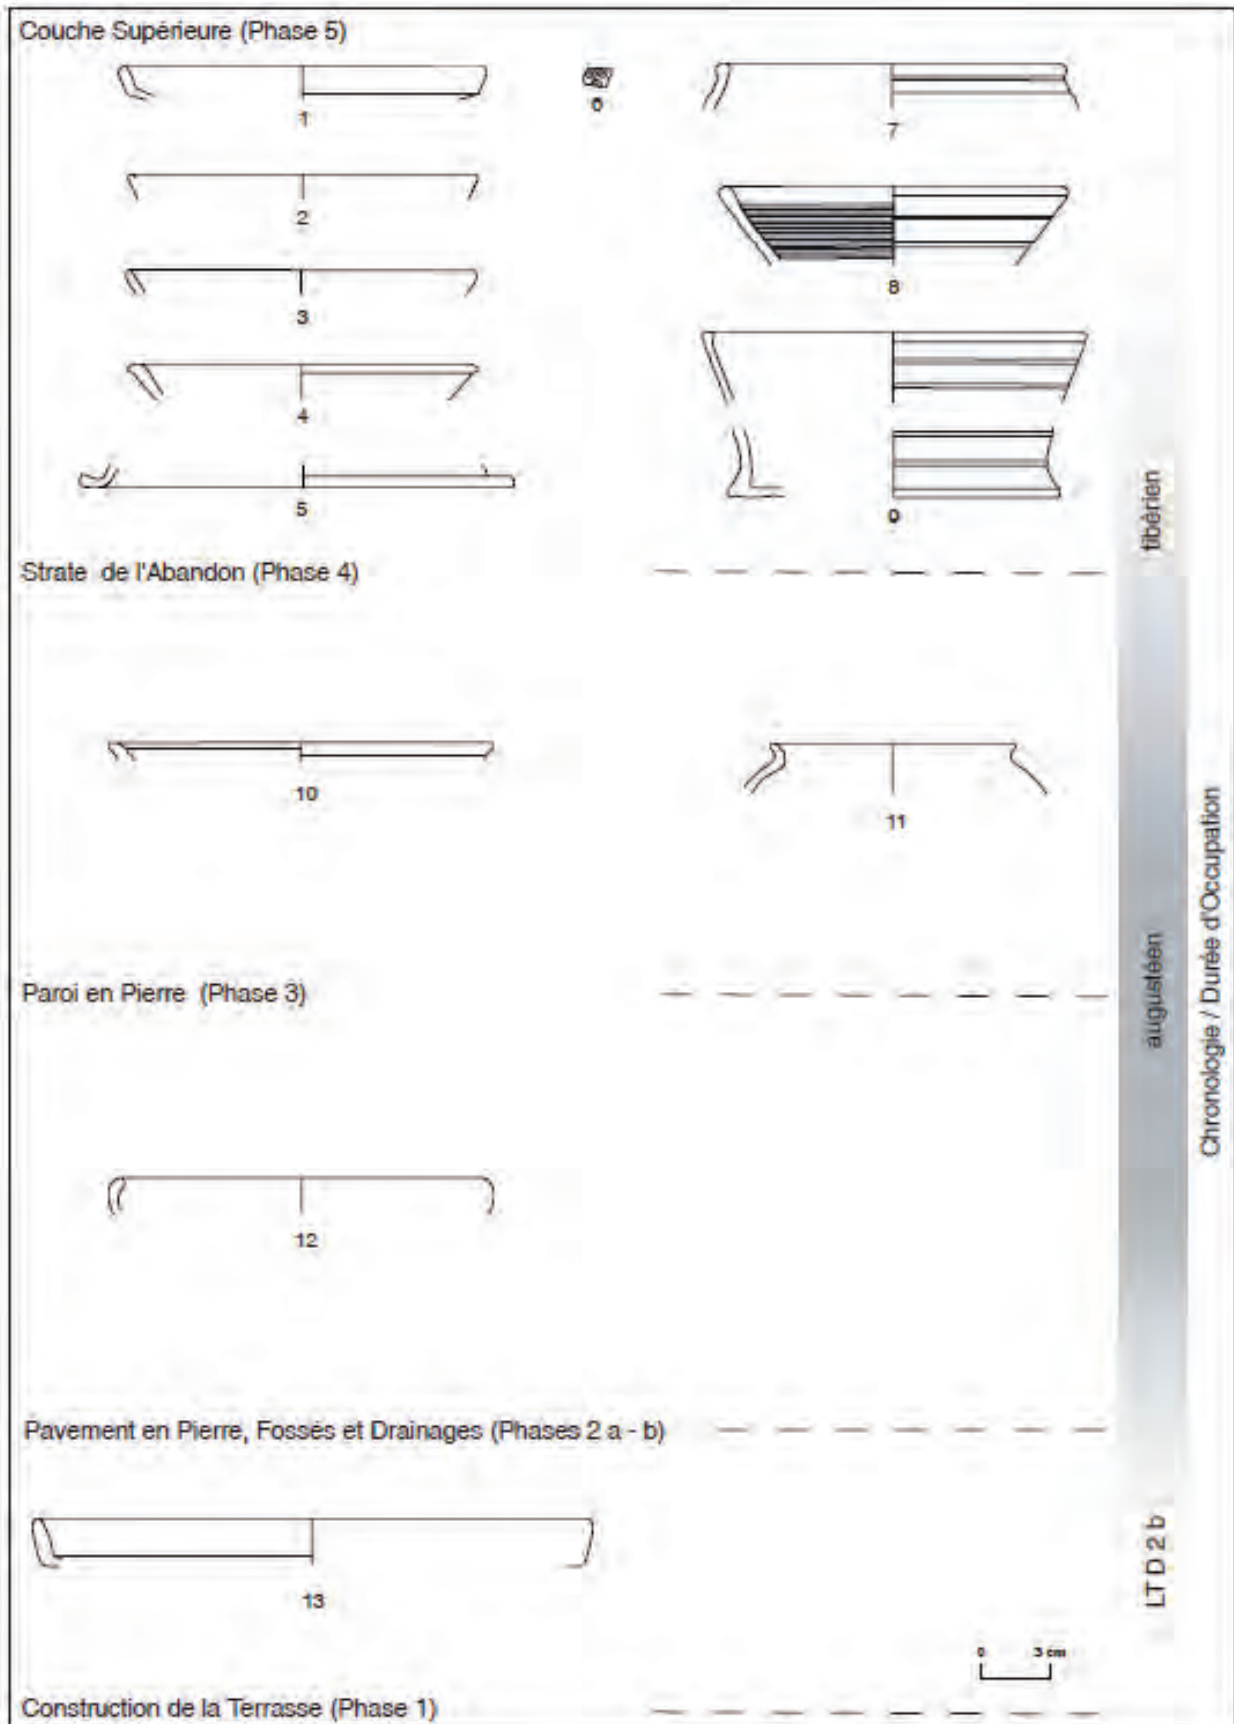 Couche Supérieure (Phase 5)
1
6
7
2
8
3
4
5
9
Strate de l'Abandon (Phase 4)
10
11
Paroi en Pierre (Phase 3)
12
Pavement en Pierre, Fossés et Drainages (Phases 2 a - b)
13
0 3 cm
Construction de la Terrasse (Phase 1)
tibérien
augustéen
LT D 2 b
Chronologie / Durée d'Occupation